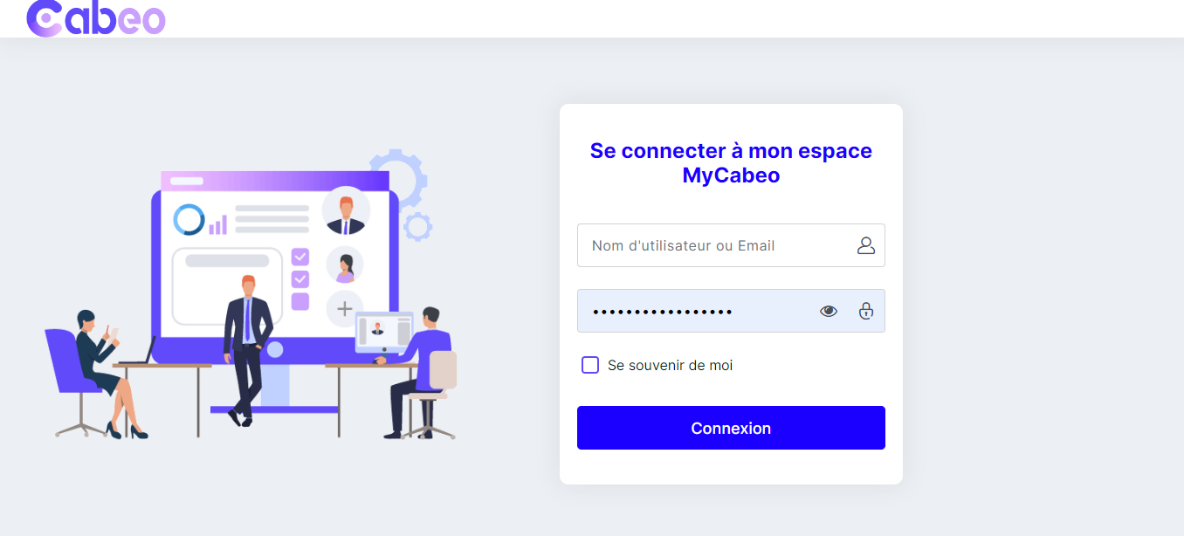 Cabeo
Se connecter à mon espace
MyCabeo
Nom d'utilisateur ou Email
•••••••••••••••••
Se souvenir de moi
Connexion